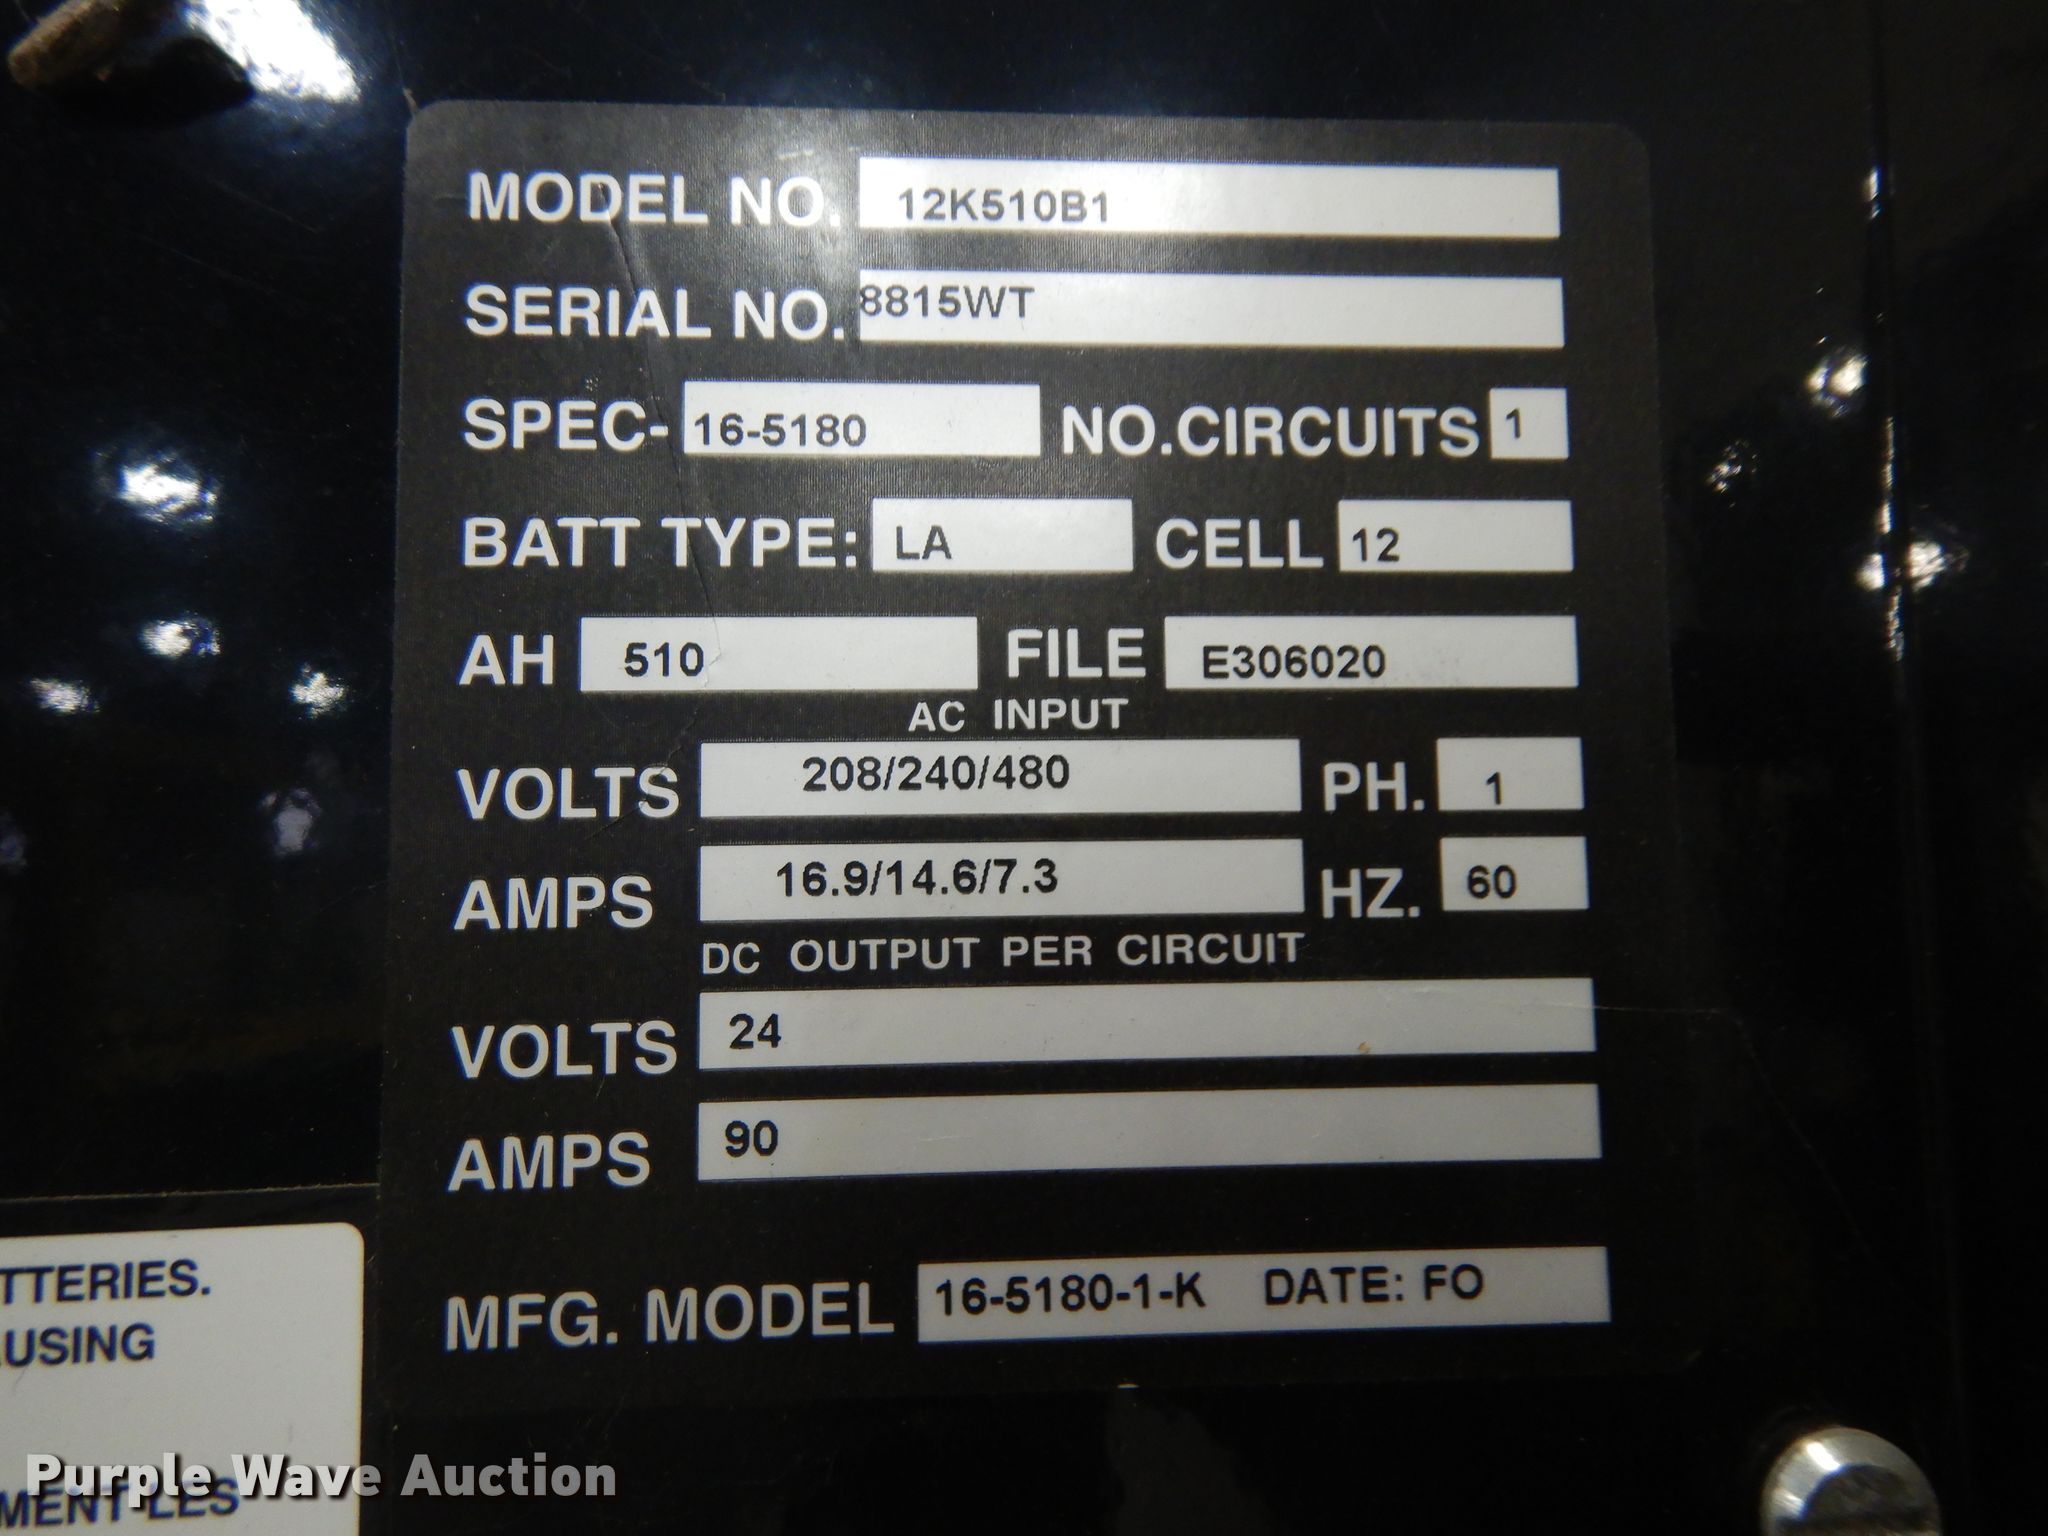 MODEL NO. 12K510B1
SERIAL NO. 8815WT
SPEC- 16-5180 NO.CIRCUITS 1
BATT TYPE: LA CELL 12
AH 510 FILE E306020
AC INPUT
VOLTS 208/240/480 PH. 1
AMPS 16.9/14.6/7.3 HZ. 60
DC OUTPUT PER CIRCUIT
VOLTS 24
AMPS 90
MFG. MODEL 16-5180-1-K DATE: FO
TTERIES.
USING
Purple Wave Auction
MENT LES